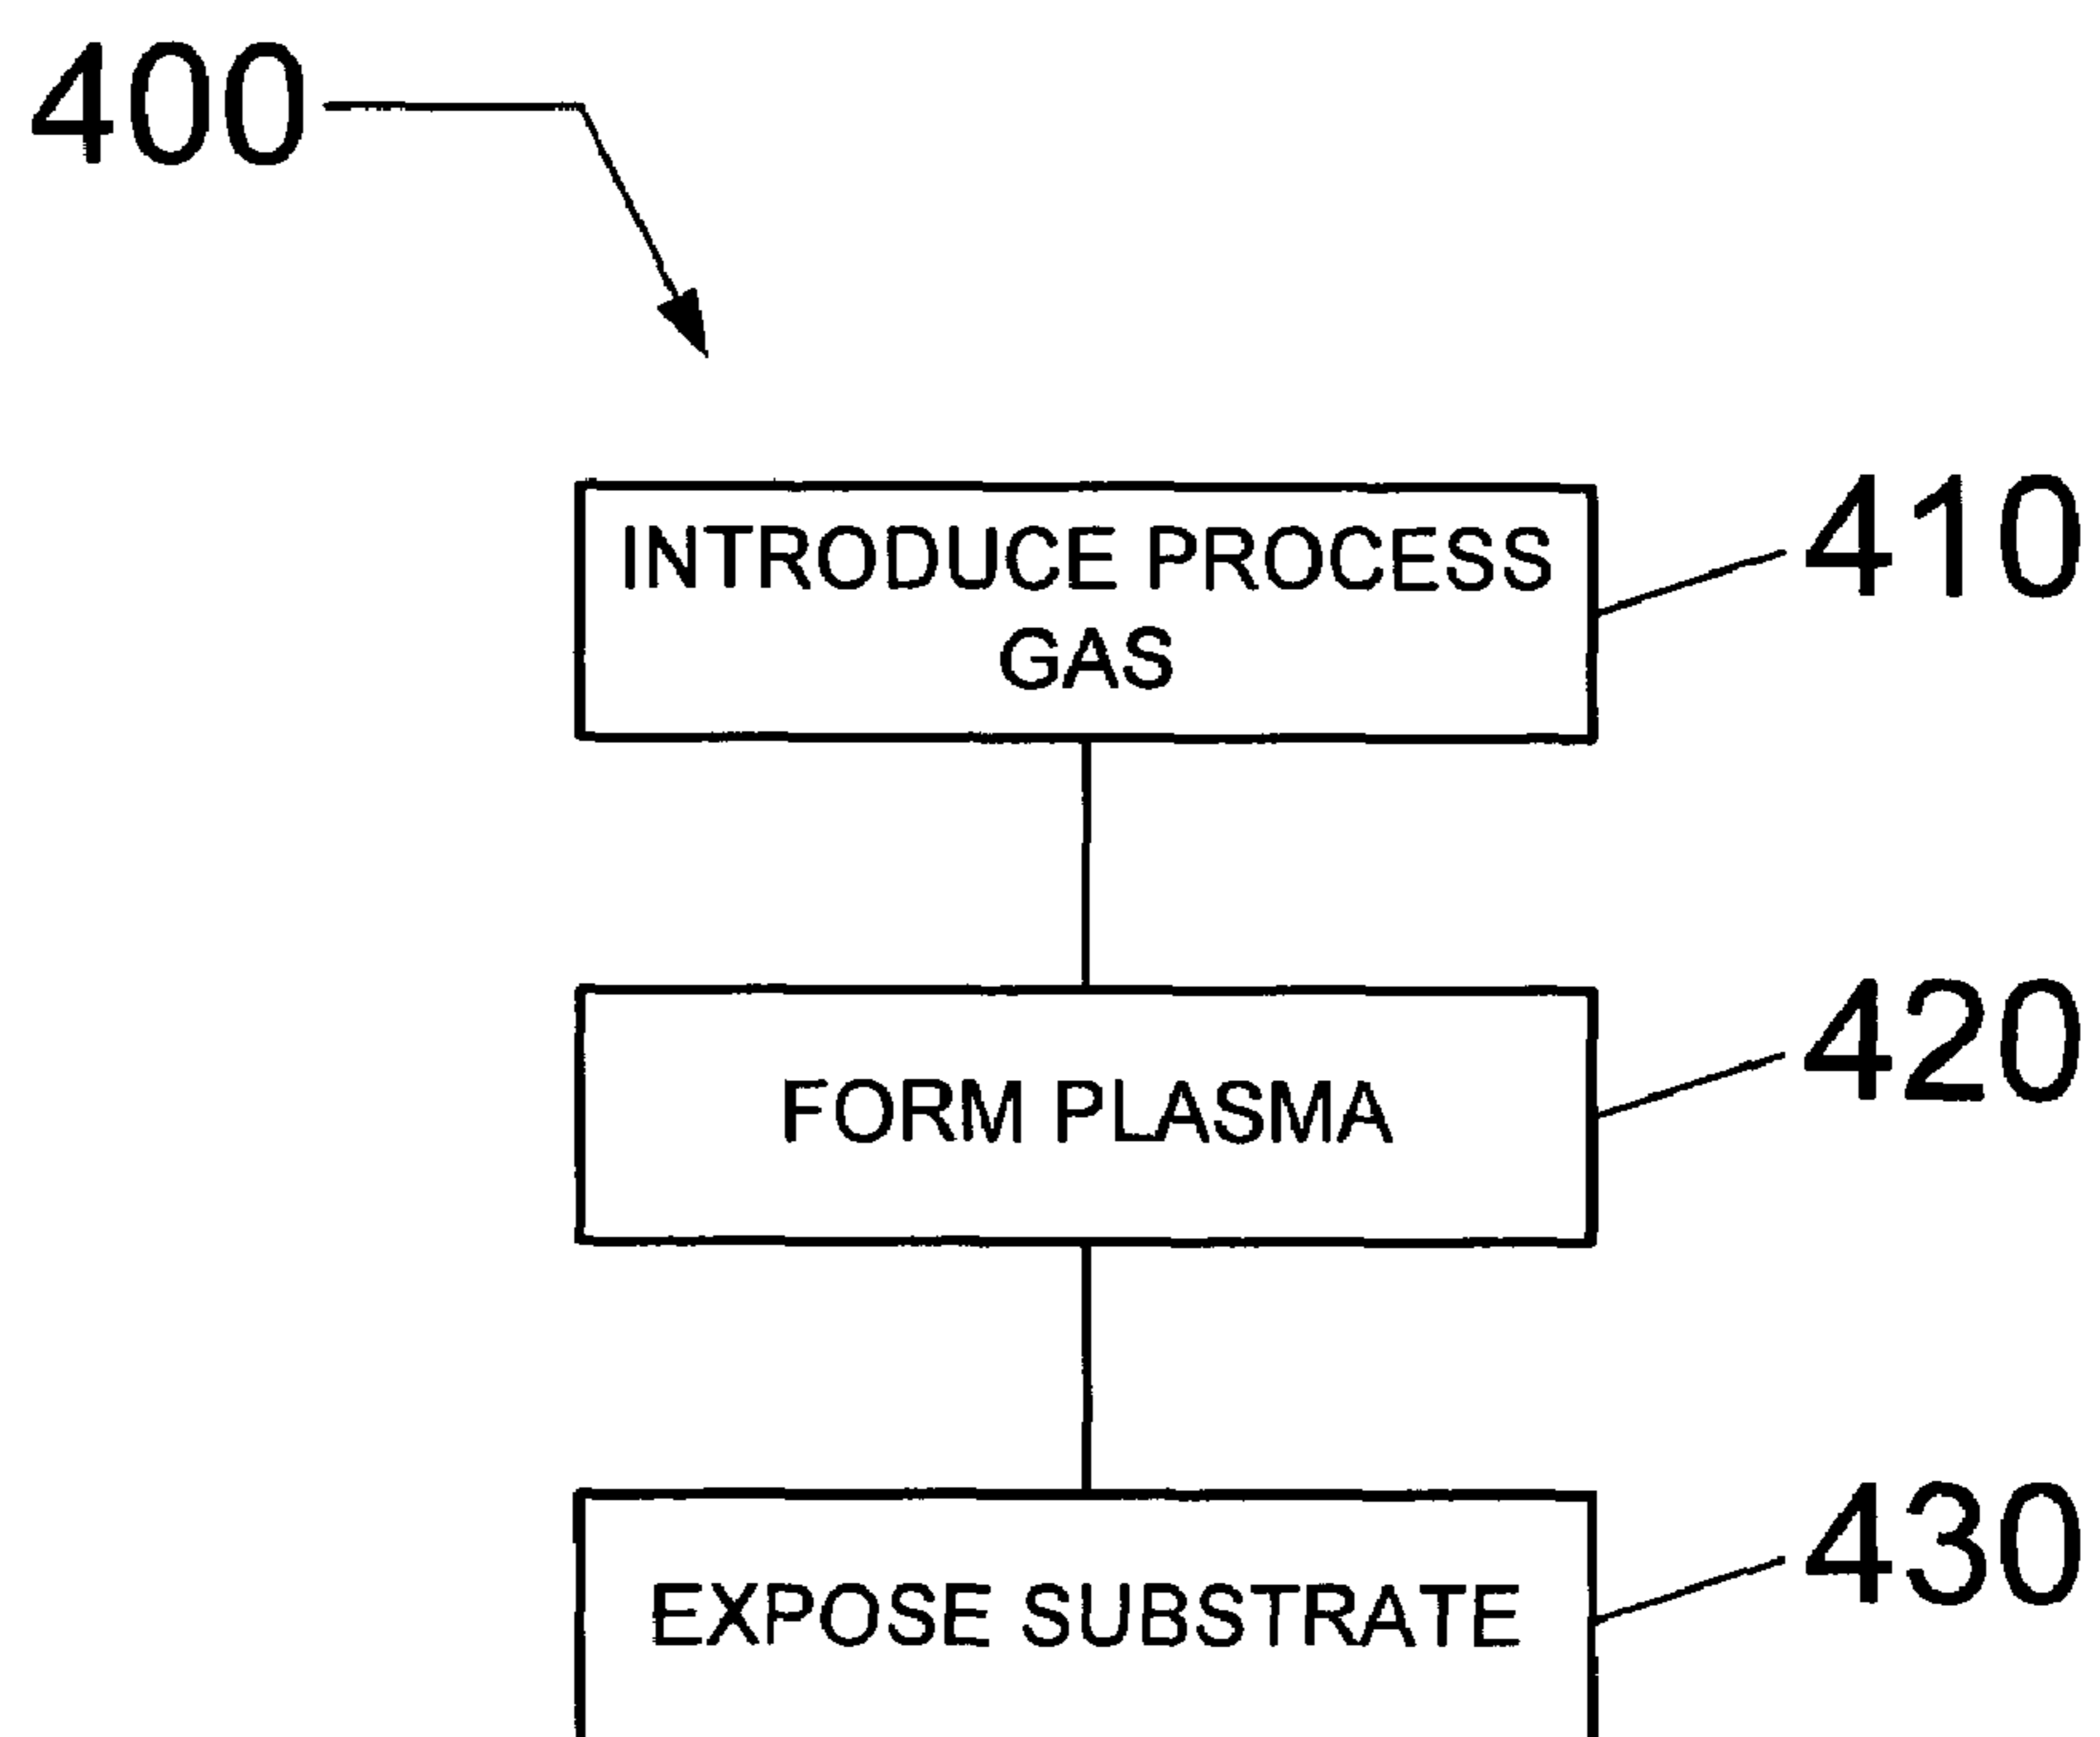 400
INTRODUCE PROCESS
GAS
410
FORM PLASMA
420
EXPOSE SUBSTRATE
430